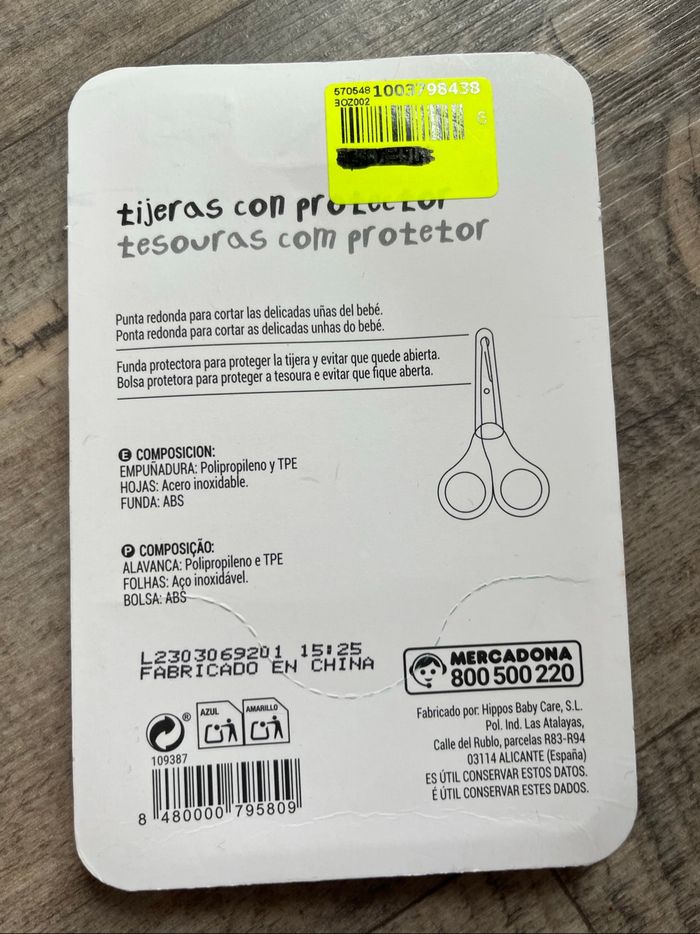 570548 1003798438
3OZ002
tijeras con protector
tesouras com protetor
Punta redonda para cortar las delicadas uñas del bebé.
Ponta redonda para cortar as delicadas unhas do bebé.
Funda protectora para proteger la tijera y evitar que quede abierta.
Bolsa protetora para proteger a tesoura e evitar que fique aberta.
E COMPOSICION:
EMPUÑADURA: Polipropileno y TPE
HOJAS: Acero inoxidable.
FUNDA: ABS
P COMPOSIÇÃO:
ALAVANCA: Polipropileno e TPE
FOLHAS: Aço inoxidável.
BOLSA: ABS
L2303069201 15:25
FABRICADO EN CHINA
MERCADONA
800 500 220
AZUL
AMARILLO
®
109387
8 480000 795809
Fabricado por: Hippos Baby Care, S.L.
Pol. Ind. Las Atalayas,
Calle del Rublo, parcelas R83-R94
03114 ALICANTE (España)
ES ÚTIL CONSERVAR ESTOS DATOS.
É ÚTIL CONSERVAR ESTES DADOS.